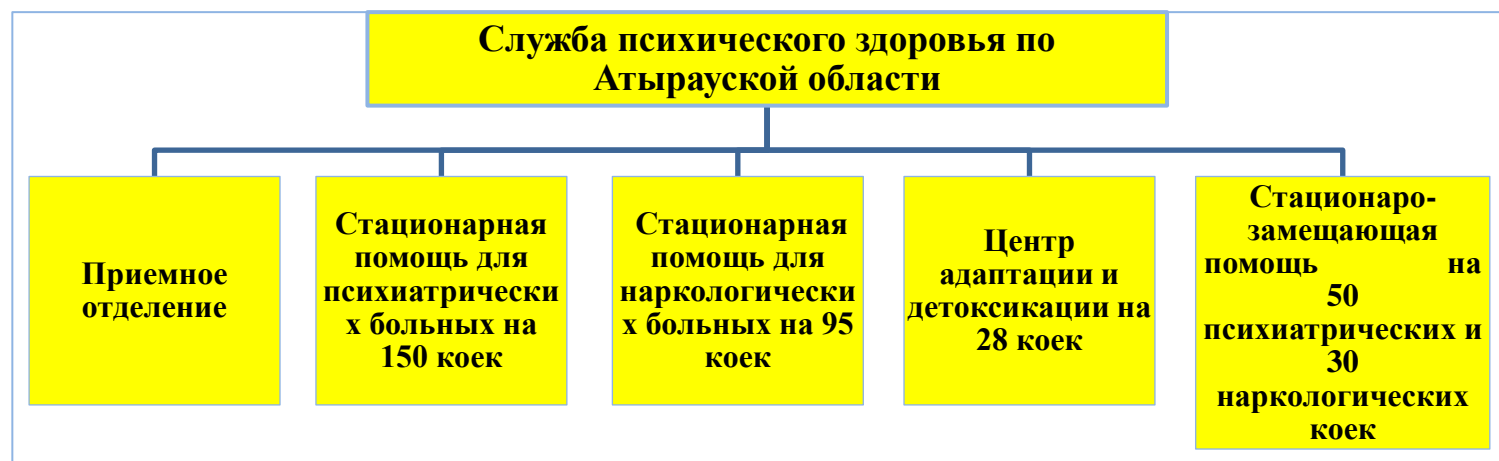 Служба психического здоровья по
Атырауской области
Приемное
отделение
Стационарная
помощь для
психиатрически
х больных на
150 коек
Стационарная
помощь для
наркологически
х больных на 95
коек
Центр
адаптации и
детоксикации на
28 коек
Стационаро-
замещающая
помощь на
50
психиатрических и
30
наркологических
коек